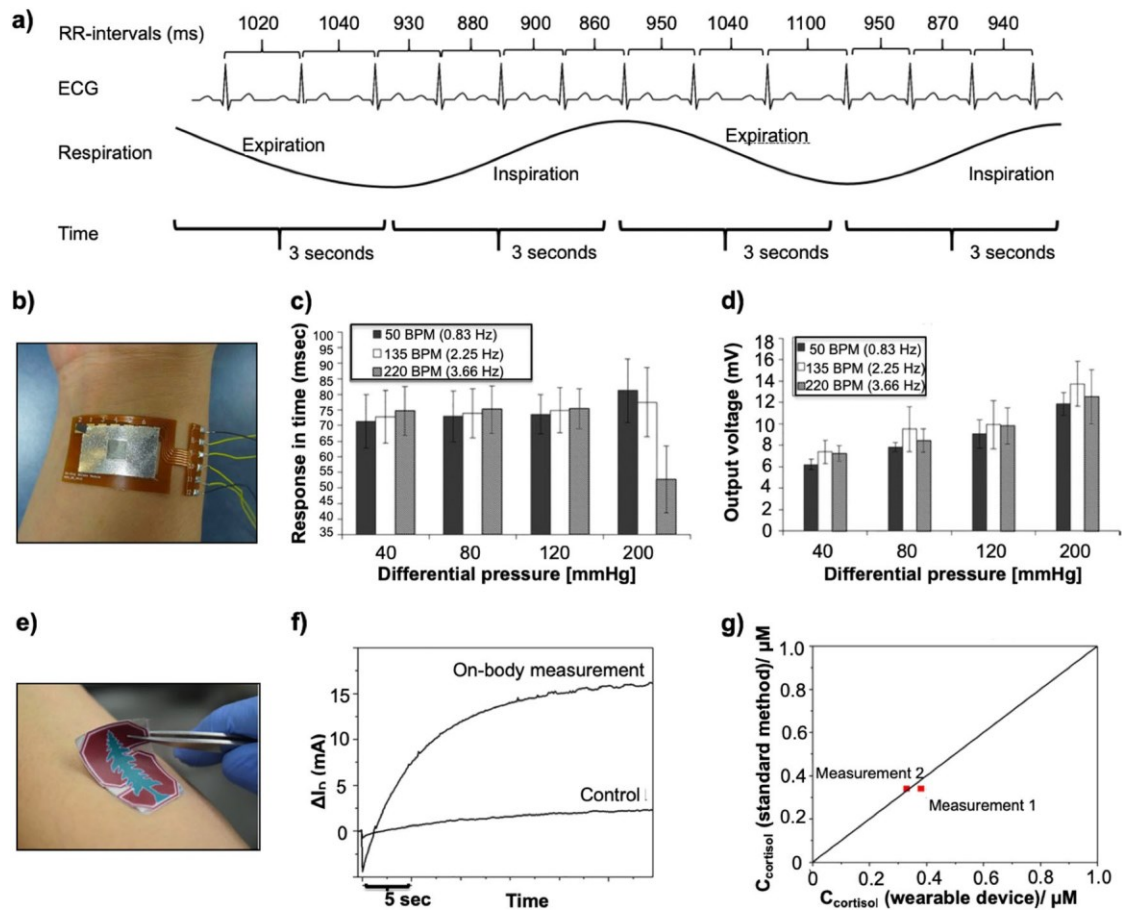 a)
RR-intervals (ms)
1020 1040 930 880 900 860 950 1040 1100 950 870 940
ECG
Respiration
Expiration
Inspiration
Expiration
Inspiration
Time
3 seconds
3 seconds
3 seconds
3 seconds
b)
c)
Response in time (msec)
100
95
90
85
80
75
70
65
60
55
50
45
40
35
50 BPM (0.83 Hz)
135 BPM (2.25 Hz)
220 BPM (3.66 Hz)
40 80 120 200
Differential pressure [mmHg]
d)
Output voltage (mV)
18
16
14
12
10
8
6
4
2
0
50 BPM (0.83 Hz)
135 BPM (2.25 Hz)
220 BPM (3.66 Hz)
40 80 120 200
Differential pressure [mmHg]
e)
f)
ΔIₙ (mA)
15
10
5
0
On-body measurement
Control
5 sec
Time
g)
C cortisol (standard method)/ µM
1.0
0.8
0.6
0.4
0.2
0
Measurement 2
Measurement 1
0 0.2 0.4 0.6 0.8 1.0
C cortisol (wearable device)/ µM